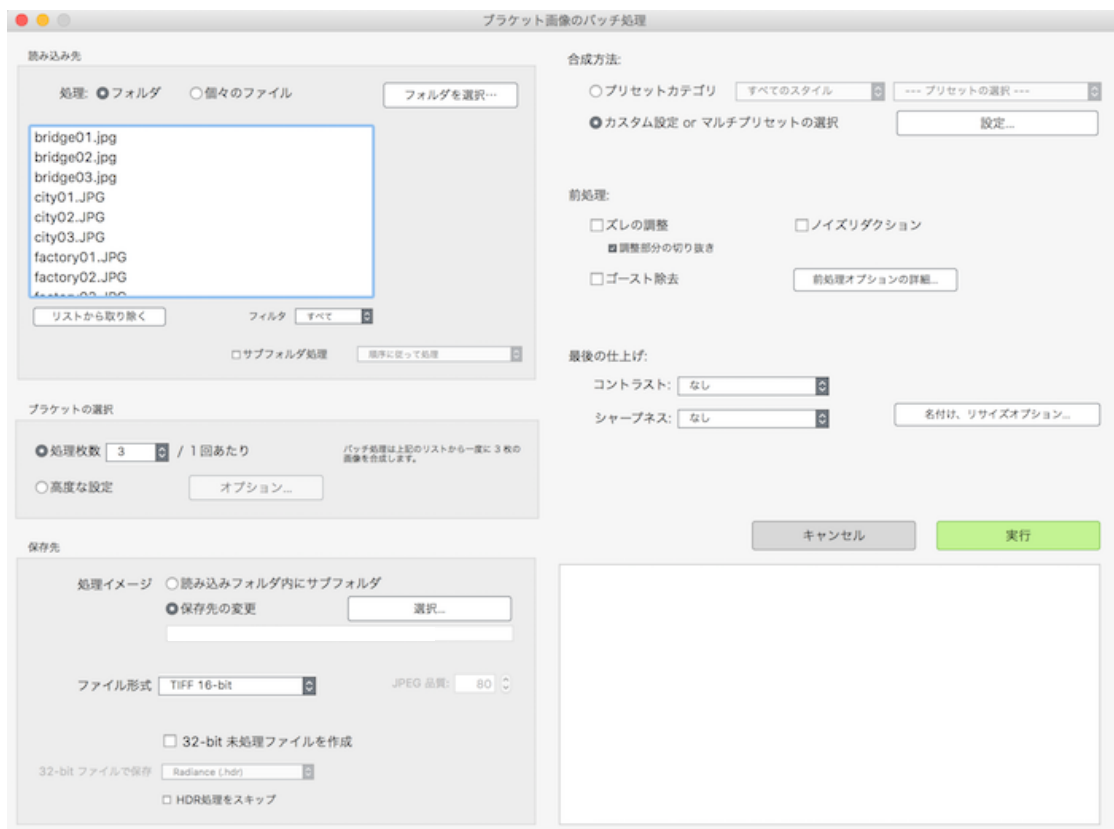 ブラケット画像のバッチ処理
読み込み先
処理: フォルダ 個々のファイル フォルダを選択…
bridge01.jpg
bridge02.jpg
bridge03.jpg
city01.JPG
city02.JPG
city03.JPG
factory01.JPG
factory02.JPG
factory03.JPG
リストから取り除く フィルタ すべて
サブフォルダ処理 順序に従って処理
ブラケットの選択
処理枚数 3 / 1回あたり
バッチ処理は上記のリストから一度に 3 枚の
画像を合成します。
高度な設定 オプション...
保存先
処理イメージ 読み込みフォルダ内にサブフォルダ
保存先の変更 選択...
ファイル形式 TIFF 16-bit JPEG 品質: 80
32-bit 未処理ファイルを作成
32-bit ファイルで保存 Radiance (.hdr)
HDR処理をスキップ
合成方法:
プリセットカテゴリ すべてのスタイル --- プリセットの選択 ---
カスタム設定 or マルチプリセットの選択 設定...
前処理:
ズレの調整 ノイズリダクション
調整部分の切り抜き
ゴースト除去 前処理オプションの詳細...
最後の仕上げ:
コントラスト: なし
シャープネス: なし 名付け、リサイズオプション...
キャンセル 実行